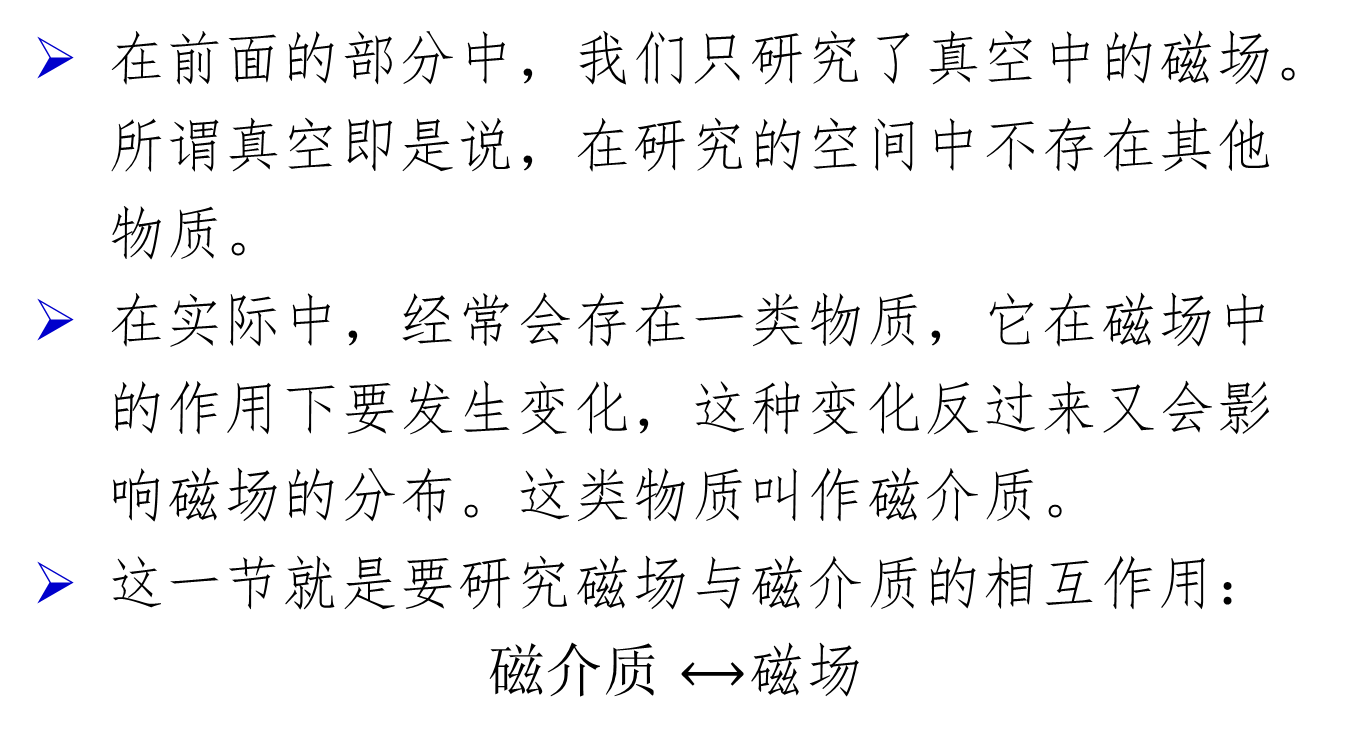 ➢ 在前面的部分中，我们只研究了真空中的磁场。
所谓真空即是说，在研究的空间中不存在其他
物质。
➢ 在实际中，经常会存在一类物质，它在磁场中
的作用下要发生变化，这种变化反过来又会影
响磁场的分布。这类物质叫作磁介质。
➢ 这一节就是要研究磁场与磁介质的相互作用：
磁介质 ↔磁场